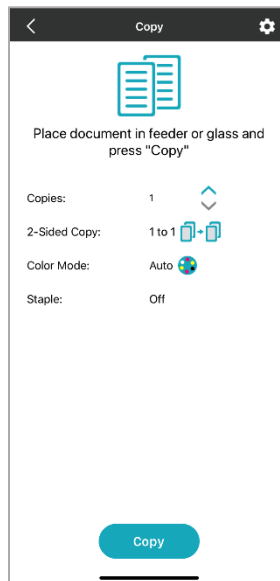 Copy
Place document in feeder or glass and
press "Copy"
Copies: 1
2-Sided Copy: 1 to 1
Color Mode: Auto
Staple: Off
Copy